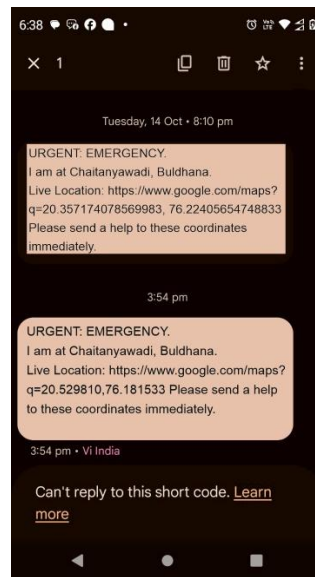 6:38
1
Tuesday, 14 Oct • 8:10 pm
URGENT: EMERGENCY.
I am at Chaitanyawadi, Buldhana.
Live Location: https://www.google.com/maps?
q=20.357174078569983, 76.22405654748833
Please send a help to these coordinates
immediately.
3:54 pm
URGENT: EMERGENCY.
I am at Chaitanyawadi, Buldhana.
Live Location: https://www.google.com/maps?
q=20.529810,76.181533 Please send a help
to these coordinates immediately.
3:54 pm • Vi India
Can't reply to this short code. Learn
more